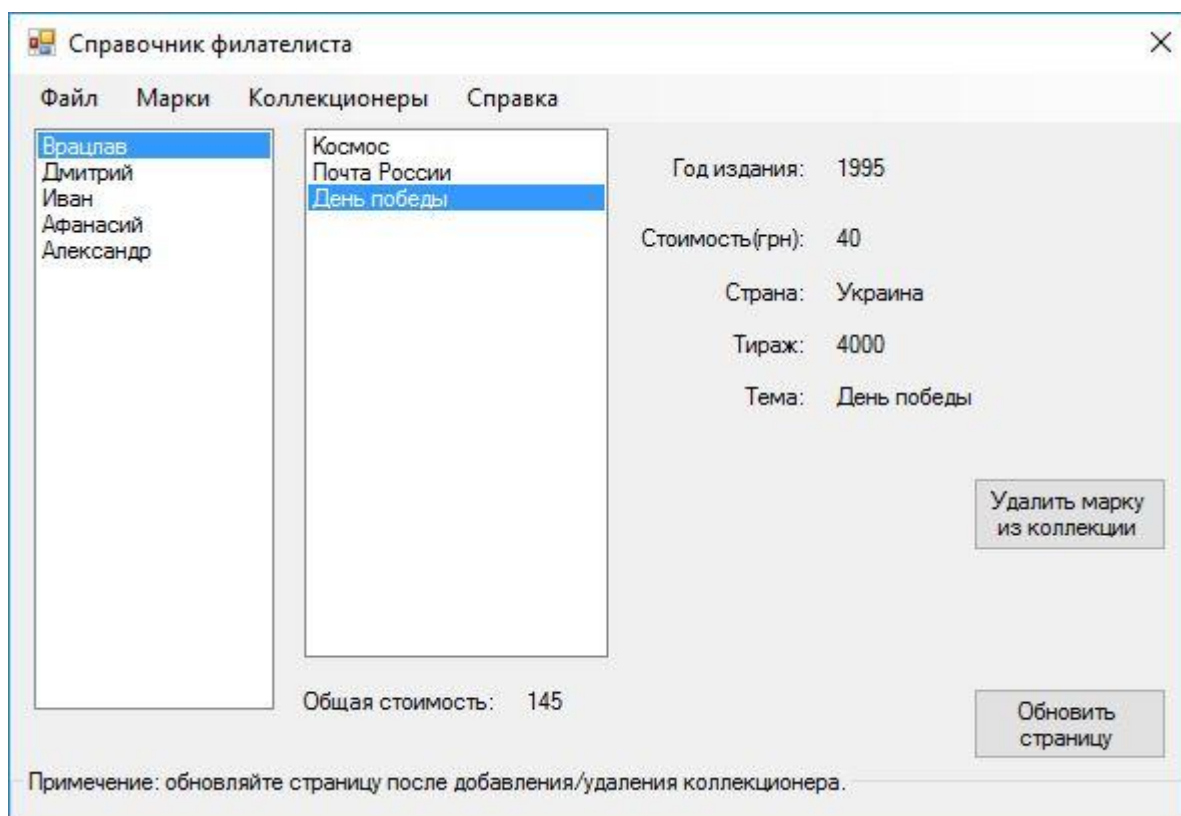 Справочник филателиста
Файл Марки Коллекционеры Справка
Врацлав
Дмитрий
Иван
Афанасий
Александр
Космос
Почта России
День победы
Год издания: 1995
Стоимость(грн): 40
Страна: Украина
Тираж: 4000
Тема: День победы
Удалить марку
из коллекции
Общая стоимость: 145
Обновить
страницу
Примечение: обновляйте страницу после добавления/удаления коллекционера.